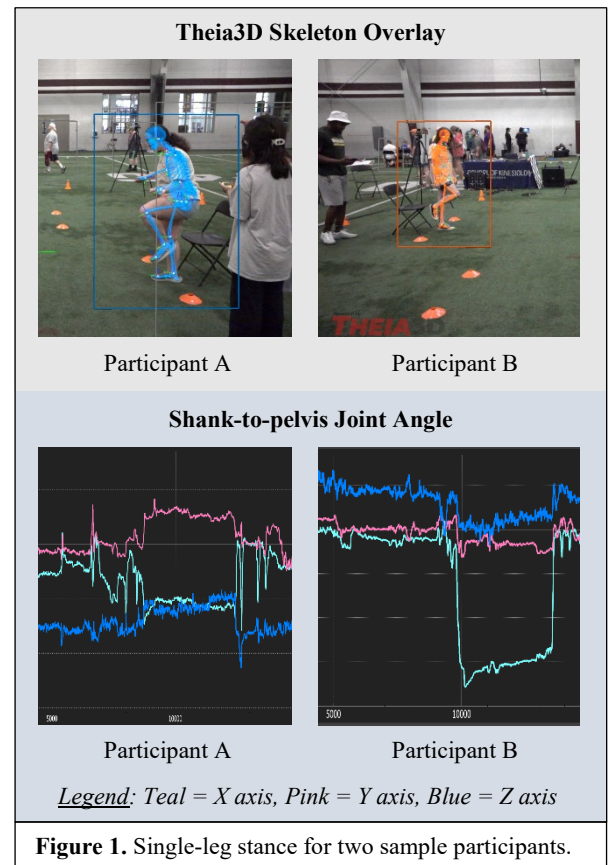 Theia3D Skeleton Overlay
THEIA
Participant A Participant B
Shank-to-pelvis Joint Angle
5000 10000 5000 10000
Participant A Participant B
Legend: Teal = X axis, Pink = Y axis, Blue = Z axis
Figure 1. Single-leg stance for two sample participants.